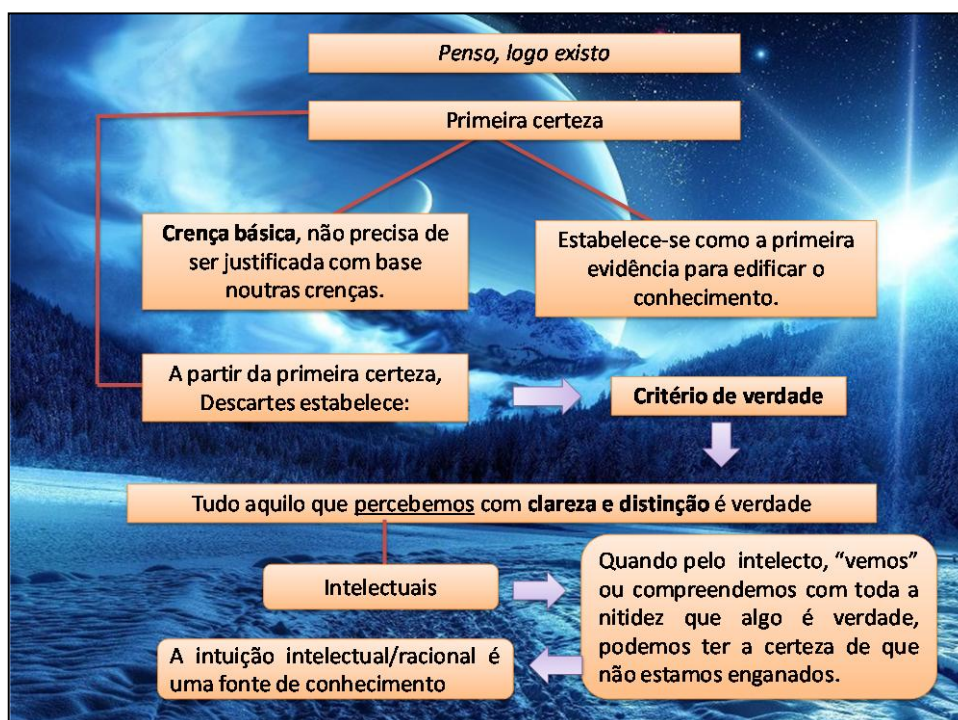 Penso, logo existo
Primeira certeza
Crença básica, não precisa de
ser justificada com base
noutras crenças.
Estabelece-se como a primeira
evidência para edificar o
conhecimento.
A partir da primeira certeza,
Descartes estabelece:
Critério de verdade
Tudo aquilo que percebemos com clareza e distinção é verdade
Intelectuais
Quando pelo intelecto, “vemos”
ou compreendemos com toda a
nitidez que algo é verdade,
podemos ter a certeza de que
não estamos enganados.
A intuição intelectual/racional é
uma fonte de conhecimento